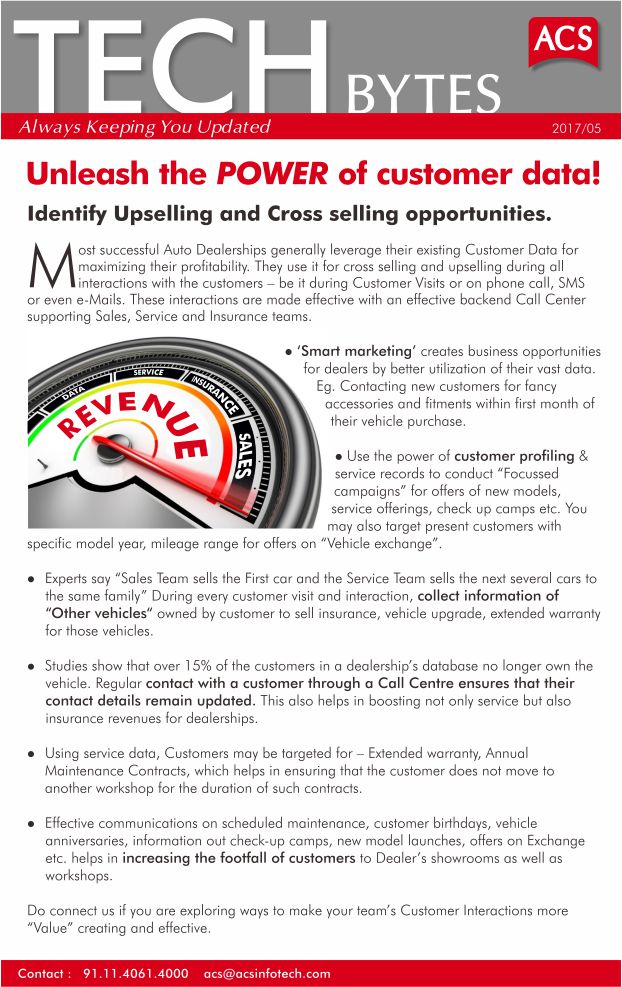 TECH BYTES
ACS
Always Keeping You Updated
2017/05
Unleash the POWER of customer data!
Identify Upselling and Cross selling opportunities.
Most successful Auto Dealerships generally leverage their existing Customer Data for
maximizing their profitability. They use it for cross selling and upselling during all
interactions with the customers – be it during Customer Visits or on phone call, SMS
or even e-Mails. These interactions are made effective with an effective backend Call Center
supporting Sales, Service and Insurance teams.
DATA
SERVICE
INSURANCE
SALES
REVENUE
● ‘Smart marketing’ creates business opportunities
for dealers by better utilization of their vast data.
Eg. Contacting new customers for fancy
accessories and fitments within first month of
their vehicle purchase.
● Use the power of customer profiling &
service records to conduct “Focussed
campaigns” for offers of new models,
service offerings, check up camps etc. You
may also target present customers with
specific model year, mileage range for offers on “Vehicle exchange”.
● Experts say “Sales Team sells the First car and the Service Team sells the next several cars to
the same family” During every customer visit and interaction, collect information of
“Other vehicles“ owned by customer to sell insurance, vehicle upgrade, extended warranty
for those vehicles.
● Studies show that over 15% of the customers in a dealership’s database no longer own the
vehicle. Regular contact with a customer through a Call Centre ensures that their
contact details remain updated. This also helps in boosting not only service but also
insurance revenues for dealerships.
● Using service data, Customers may be targeted for – Extended warranty, Annual
Maintenance Contracts, which helps in ensuring that the customer does not move to
another workshop for the duration of such contracts.
● Effective communications on scheduled maintenance, customer birthdays, vehicle
anniversaries, information out check-up camps, new model launches, offers on Exchange
etc. helps in increasing the footfall of customers to Dealer’s showrooms as well as
workshops.
Do connect us if you are exploring ways to make your team’s Customer Interactions more
“Value” creating and effective.
Contact : 91.11.4061.4000 acs@acsinfotech.com